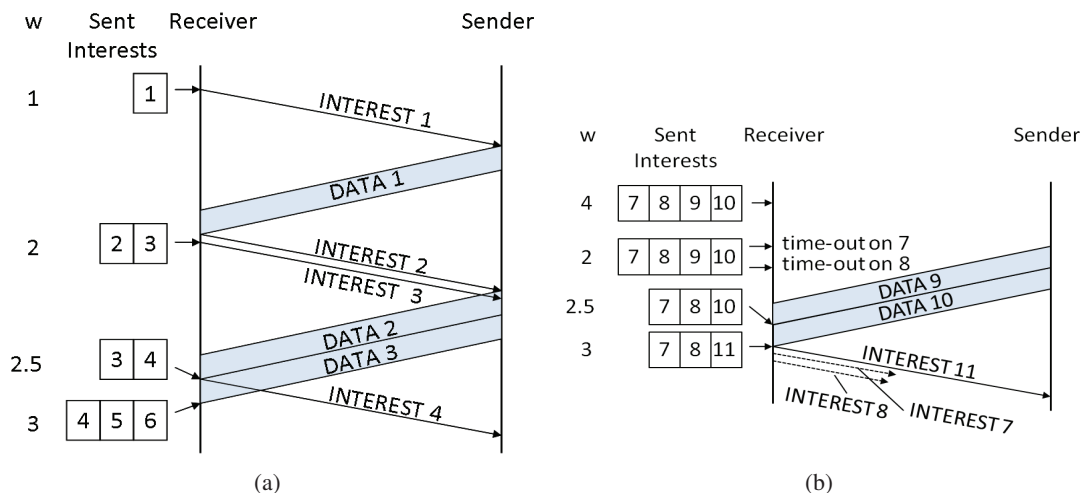 w Sent Interests Receiver Sender
1 1 INTEREST 1
DATA 1
2 2 3 INTEREST 2
INTEREST 3
DATA 2
2.5 3 4 DATA 3
INTEREST 4
3 4 5 6
(a)
w Sent Interests Receiver Sender
4 7 8 9 10
time-out on 7
2 7 8 9 10 time-out on 8
DATA 9
2.5 7 8 10 DATA 10
3 7 8 11 INTEREST 11
INTEREST 8 INTEREST 7
(b)